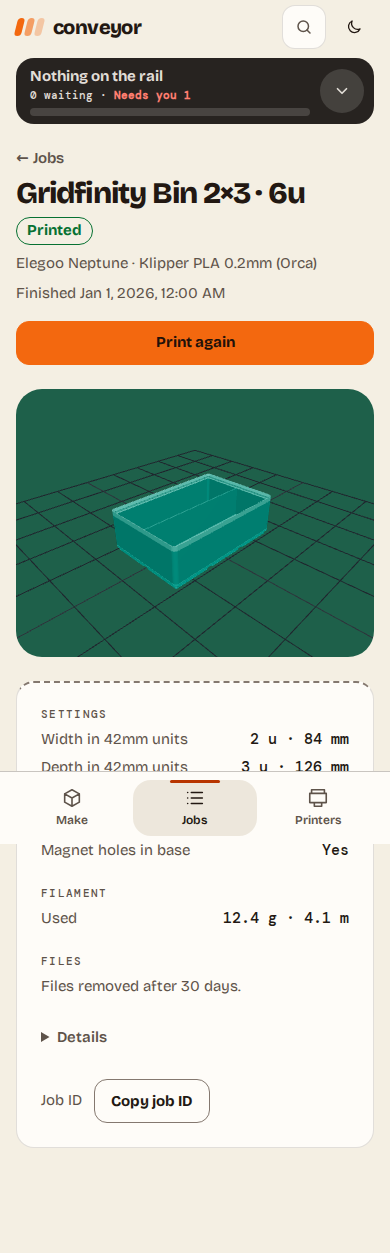 conveyor
Nothing on the rail
0 waiting · Needs you 1
← Jobs
Gridfinity Bin 2×3 · 6u
Printed
Elegoo Neptune · Klipper PLA 0.2mm (Orca)
Finished Jan 1, 2026, 12:00 AM
Print again
SETTINGS
Width in 42mm units 2 u · 84 mm
Depth in 42mm units 3 u · 126 mm
Make Jobs Printers
Magnet holes in base Yes
FILAMENT
Used 12.4 g · 4.1 m
FILES
Files removed after 30 days.
Details
Job ID Copy job ID